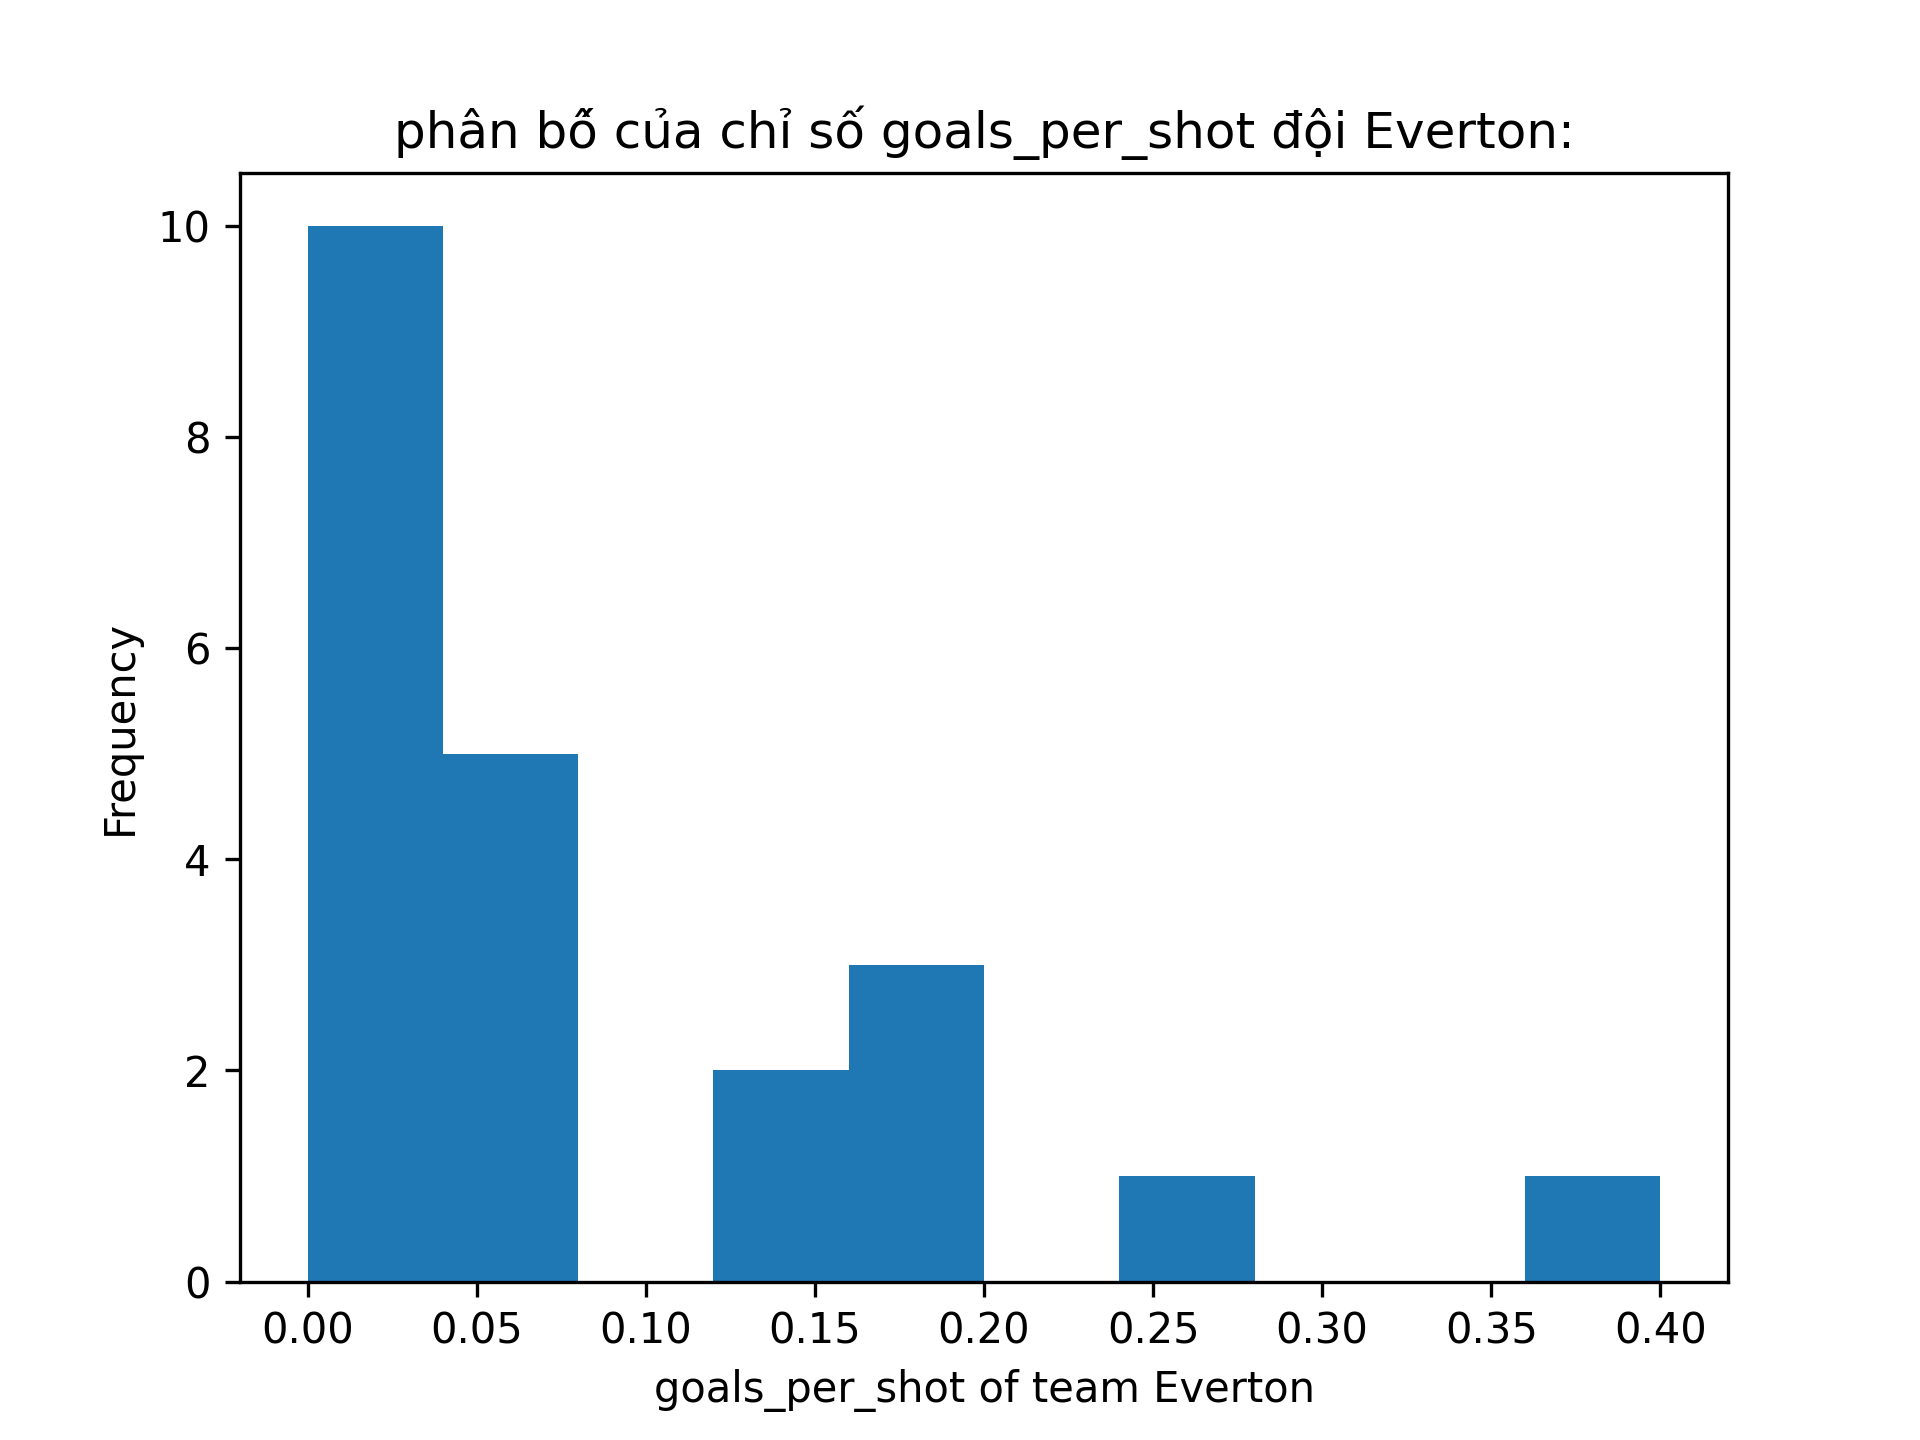 phân bỗ của chỉ số goals_per_shot đội Everton:
10
8
6
4
2
0
Frequency
0.00 0.05 0.10 0.15 0.20 0.25 0.30 0.35 0.40
goals_per_shot of team Everton